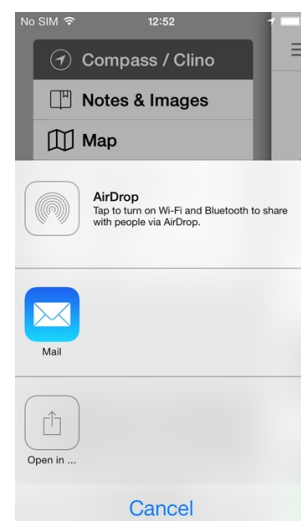 No SIM 12:52
Compass / Clino
Notes & Images
Map
AirDrop
Tap to turn on Wi-Fi and Bluetooth to share
with people via AirDrop.
Mail
Open in ...
Cancel